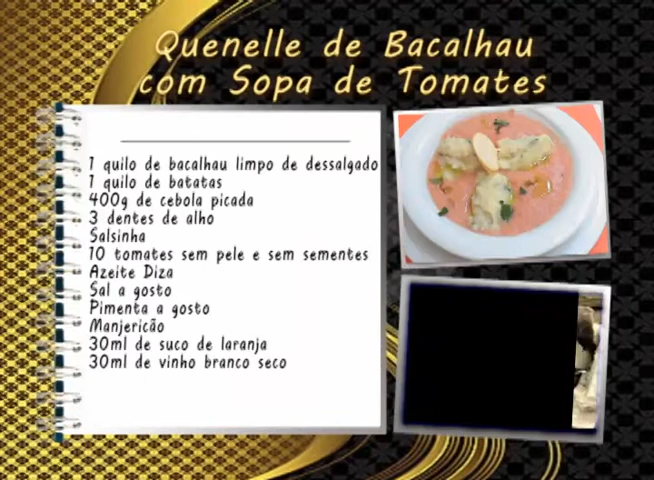 Quenelle de Bacalhau
com Sopa de Tomates
1 quilo de bacalhau limpo de dessalgado
1 quilo de batatas
400g de cebola picada
3 dentes de alho
Salsinha
10 tomates sem pele e sem sementes
Azeite Diza
Sal a gosto
Pimenta a gosto
Manjericão
30ml de suco de laranja
30ml de vinho branco seco